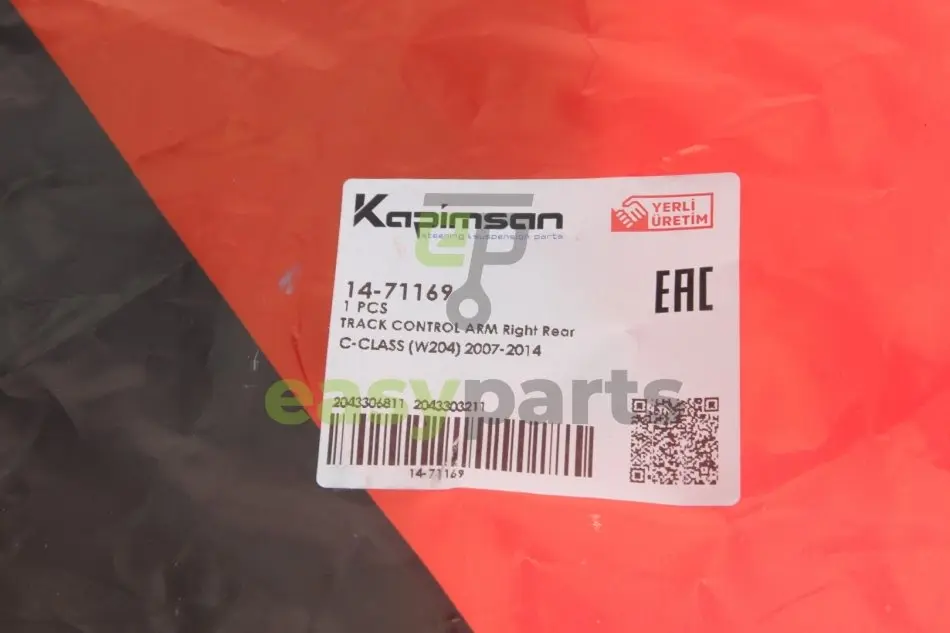 Kapimsan
steering & suspension parts
YERLİ
ÜRETİM
EP
14-71169
1 PCS
EAC
TRACK CONTROL ARM Right Rear
C-CLASS (W204) 2007-2014
easyparts
2043306811 2043303211
14-71169